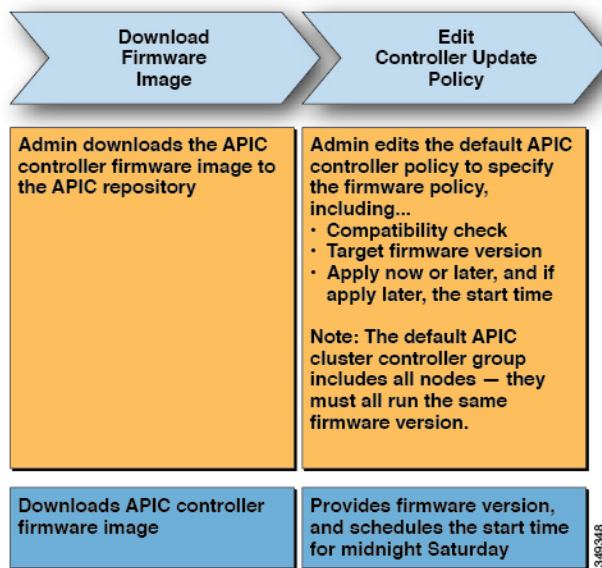 Download
Firmware
Image
Edit
Controller Update
Policy
Admin downloads the APIC
controller firmware image to
the APIC repository
Admin edits the default APIC
controller policy to specify
the firmware policy,
including...
• Compatibility check
• Target firmware version
• Apply now or later, and if
apply later, the start time
Note: The default APIC
cluster controller group
includes all nodes — they
must all run the same
firmware version.
Downloads APIC controller
firmware image
Provides firmware version,
and schedules the start time
for midnight Saturday
349348